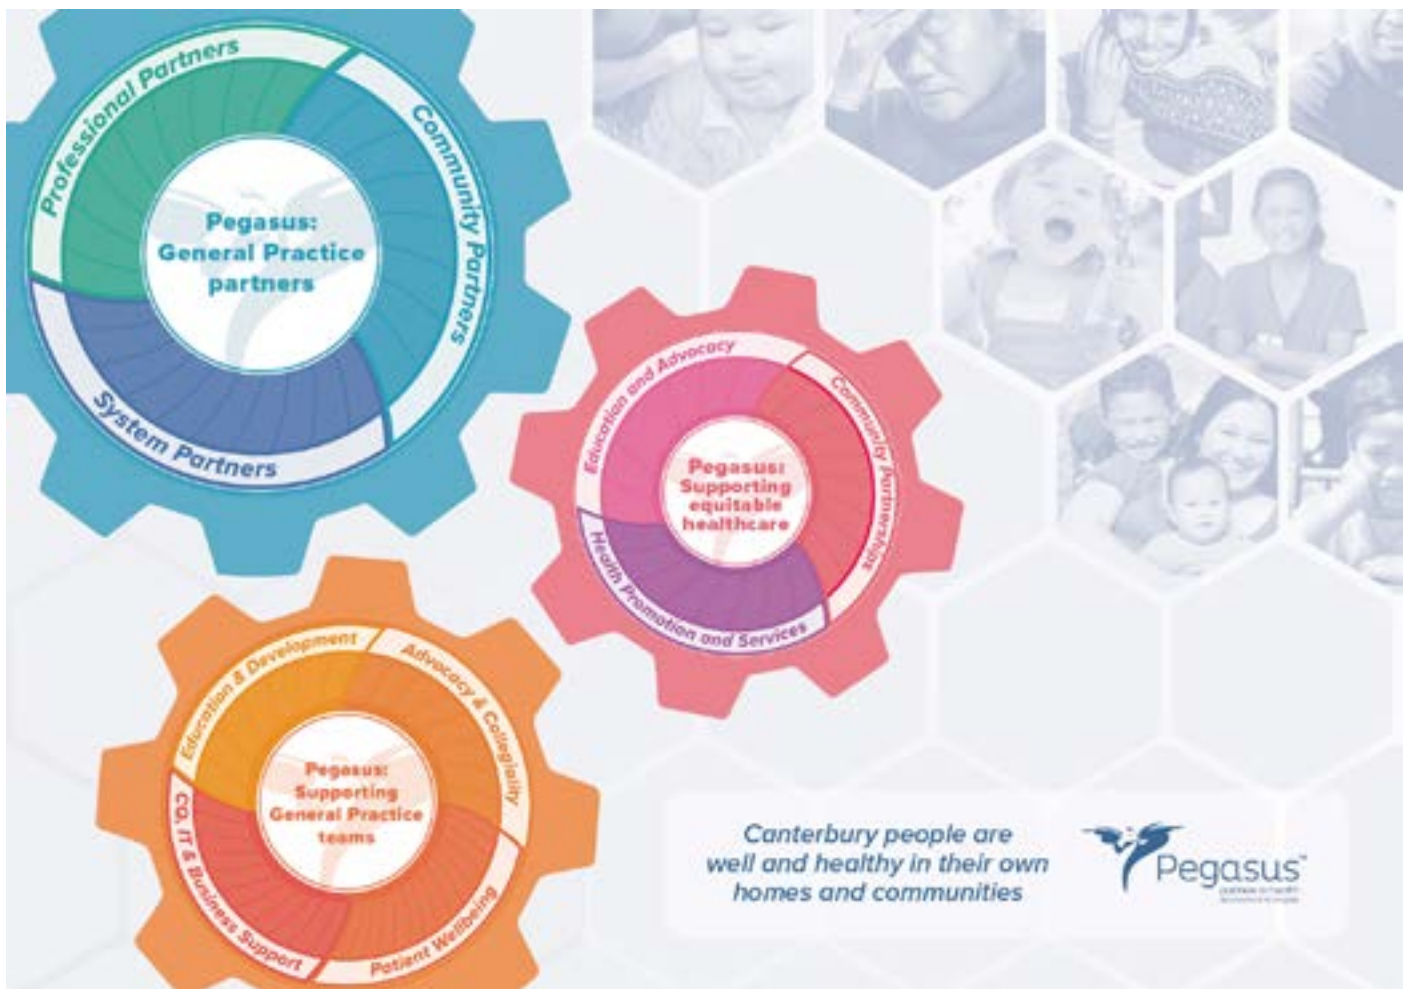 Professional Partners
Community Partners
System Partners
Pegasus:
General Practice
partners
Education and Advocacy
Community Partnerships
Health Promotion and Services
Pegasus:
Supporting
equitable
healthcare
Education & Development
Advocacy & Collegiality
CQ, IT & Business Support
Patient Wellbeing
Pegasus:
Supporting
General Practice
teams
Canterbury people are
well and healthy in their own
homes and communities
Pegasus™